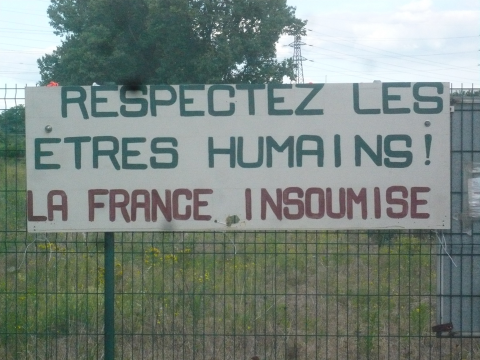 RESPECTEZ LES
ETRES HUMAINS!
LA FRANCE INSOUMISE